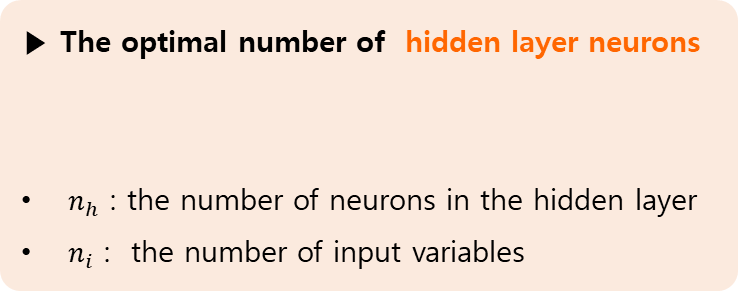 ▶ The optimal number of hidden layer neurons
• n_h : the number of neurons in the hidden layer
• n_i : the number of input variables